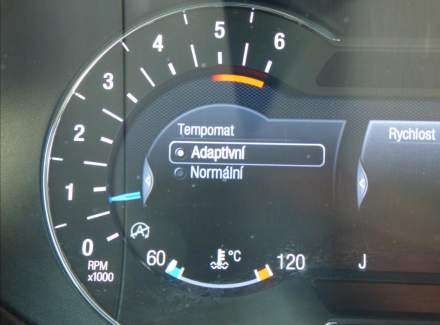 6
5
4
3
2
1
0
RPM
x1000
Tempomat
Adaptivní
Normální
Rychlost
60
°C
120
J